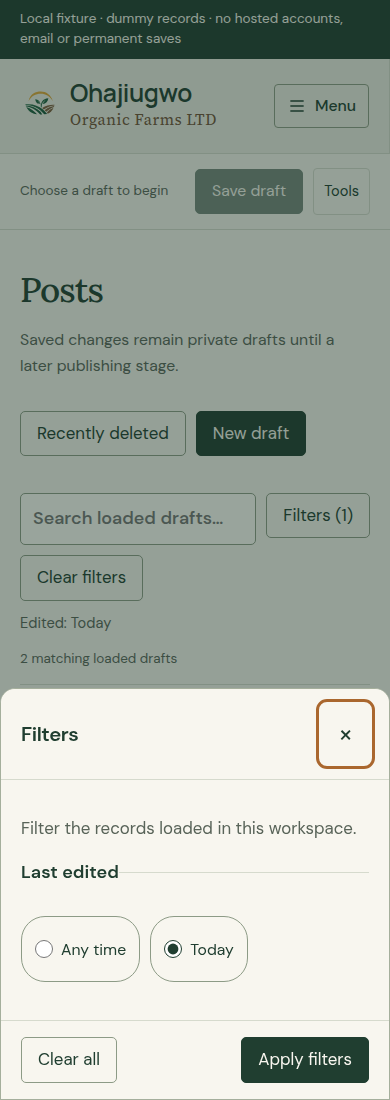 Local fixture · dummy records · no hosted accounts,
email or permanent saves
Ohajiugwo
Organic Farms LTD
Menu
Choose a draft to begin
Save draft
Tools
Posts
Saved changes remain private drafts until a
later publishing stage.
Recently deleted
New draft
Search loaded drafts...
Filters (1)
Clear filters
Edited: Today
2 matching loaded drafts
Filters
×
Filter the records loaded in this workspace.
Last edited
Any time
Today
Clear all
Apply filters